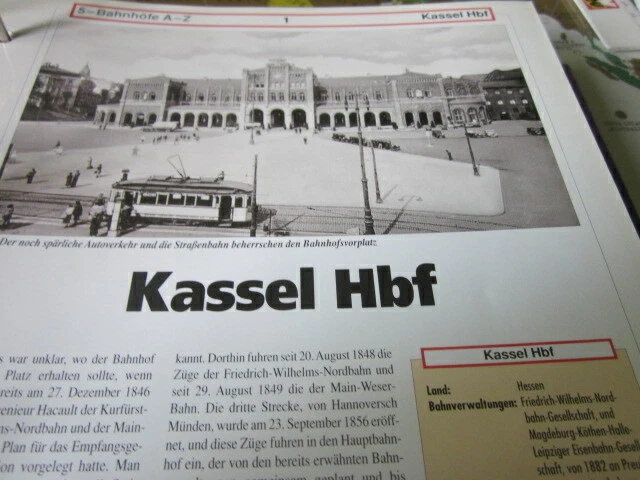 5–Bahnhöfe A–Z 1 Kassel Hbf
Der noch spärliche Autoverkehr und die Straßenbahn beherrschen den Bahnhofsvorplatz
Kassel Hbf
war unklar, wo der Bahnhof
Platz erhalten sollte, wenn
27. Dezember 1846
Hacault der Kurfürst-
Nordbahn und der Main-
Plan für das Empfangsge-
vorgelegt hatte. Man
kannt. Dorthin fuhren seit 20. August 1848 die
Züge der Friedrich-Wilhelms-Nordbahn und
seit 29. August 1849 die der Main-Weser-
Bahn. Die dritte Strecke, von Hannoversch
Münden, wurde am 23. September 1856 eröff-
net, und diese Züge fuhren in den Hauptbahn-
hof ein, der von den bereits erwähnten Bahn-
gemeinsam geplant und bis
Kassel Hbf
Land: Hessen
Bahnverwaltungen: Friedrich-Wilhelms-Nord-
bahn-Gesellschaft, und
Magdeburg-Köthen-Halle-
Leipziger Eisenbahn-Gesell-
schaft, von 1882 an